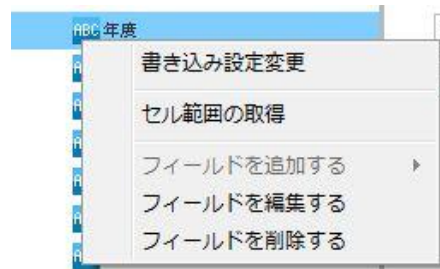 ABC 年度
書き込み設定変更
セル範囲の取得
フィールドを追加する
フィールドを編集する
フィールドを削除する